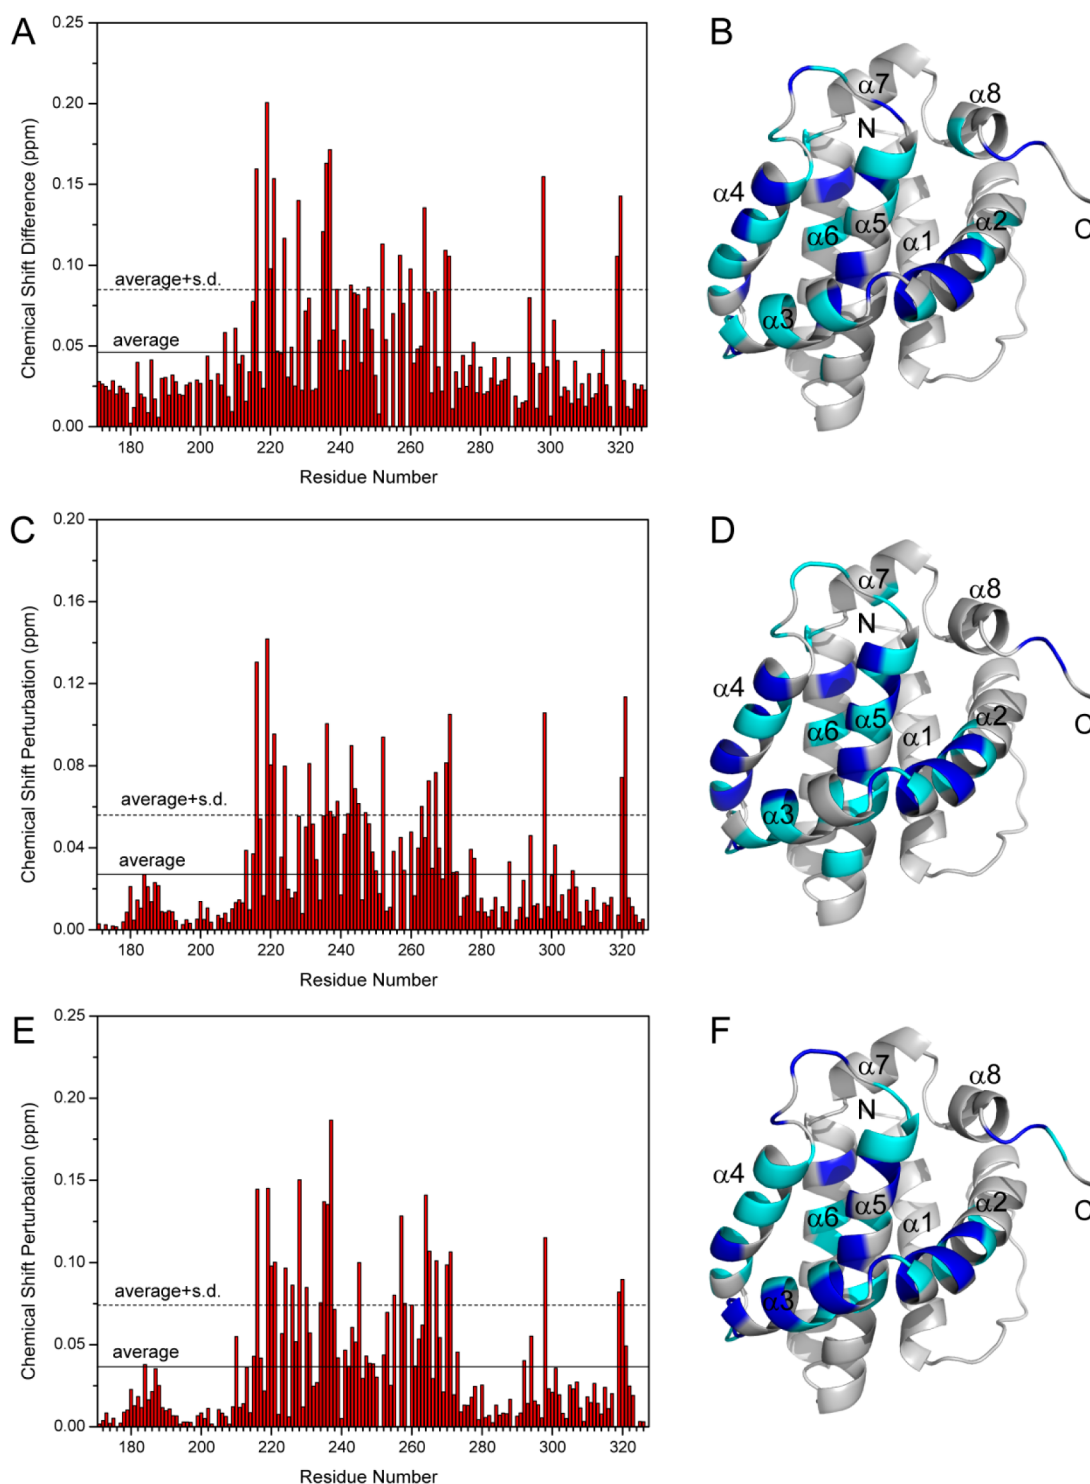 A
Chemical Shift Difference (ppm)
0.25
0.20
0.15
0.10
0.05
0.00
average+s.d.
average
180 200 220 240 260 280 300 320
Residue Number
B
α7
α8
N
α4
C
α2
α5
α6
α1
α3
C
Chemical Shift Perturbation (ppm)
0.20
0.16
0.12
0.08
0.04
0.00
average+s.d.
average
180 200 220 240 260 280 300 320
Residue Number
D
α7
α8
N
α4
C
α2
α5
α6
α1
α3
E
Chemical Shift Perturbation (ppm)
0.25
0.20
0.15
0.10
0.05
0.00
average+s.d.
average
180 200 220 240 260 280 300 320
Residue Number
F
α7
α8
N
α4
C
α2
α5
α6
α1
α3